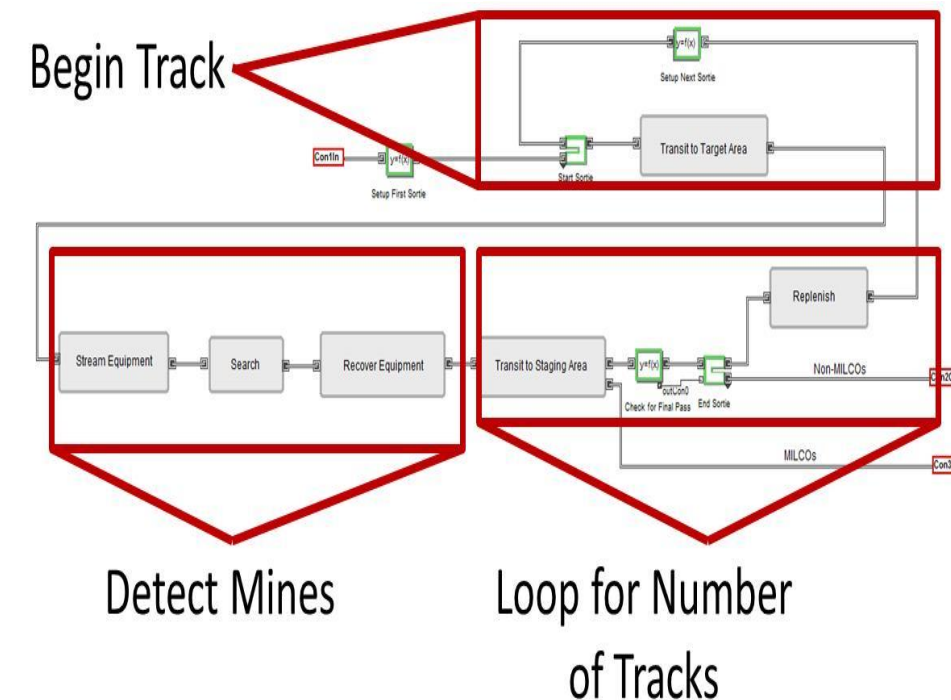 Begin Track
y=f(x)
Setup Next Sortie
Con1In
y=f(x)
Setup First Sortie
Start Sortie
Transit to Target Area
Stream Equipment
Search
Recover Equipment
Transit to Staging Area
y=f(x)
outCon0
Check for Final Pass
End Sortie
Replenish
Non-MILCOs
MILCOs
Con3
Detect Mines
Loop for Number
of Tracks